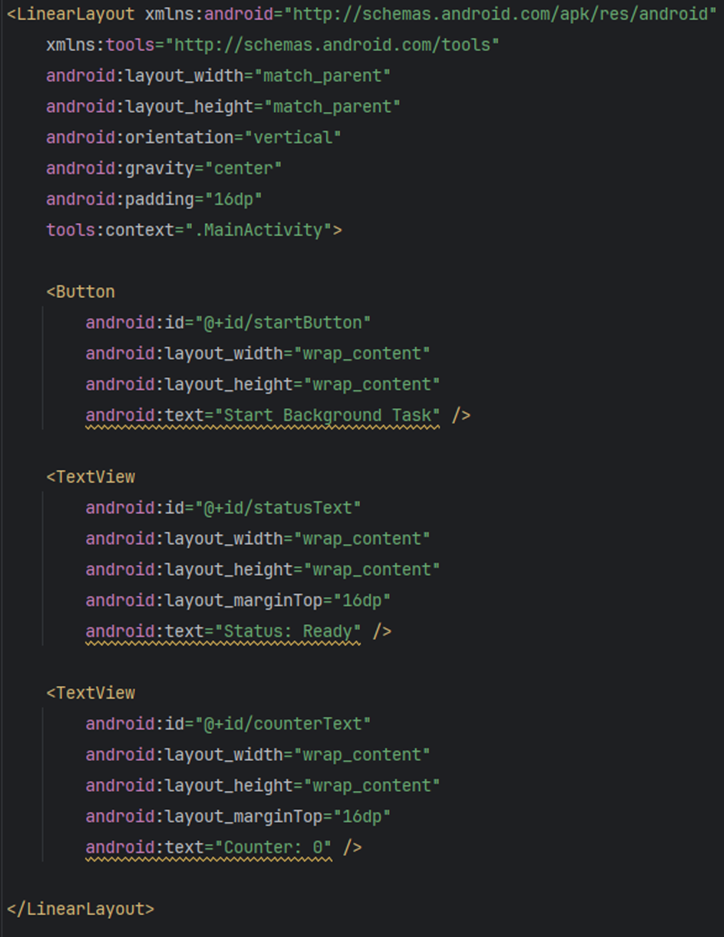 <LinearLayout xmlns:android="http://schemas.android.com/apk/res/android"
    xmlns:tools="http://schemas.android.com/tools"
    android:layout_width="match_parent"
    android:layout_height="match_parent"
    android:orientation="vertical"
    android:gravity="center"
    android:padding="16dp"
    tools:context=".MainActivity">

    <Button
        android:id="@+id/startButton"
        android:layout_width="wrap_content"
        android:layout_height="wrap_content"
        android:text="Start Background Task" />

    <TextView
        android:id="@+id/statusText"
        android:layout_width="wrap_content"
        android:layout_height="wrap_content"
        android:layout_marginTop="16dp"
        android:text="Status: Ready" />

    <TextView
        android:id="@+id/counterText"
        android:layout_width="wrap_content"
        android:layout_height="wrap_content"
        android:layout_marginTop="16dp"
        android:text="Counter: 0" />

</LinearLayout>